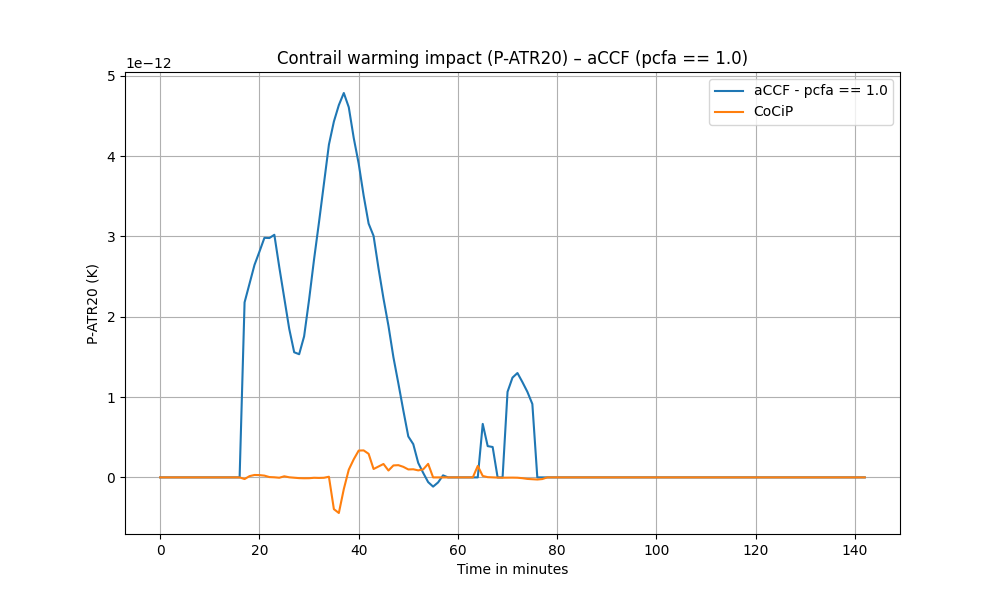 Contrail warming impact (P-ATR20) – aCCF (pcfa == 1.0)
1e−12
aCCF - pcfa == 1.0
CoCiP
5
4
3
2
1
0
P-ATR20 (K)
0 20 40 60 80 100 120 140
Time in minutes